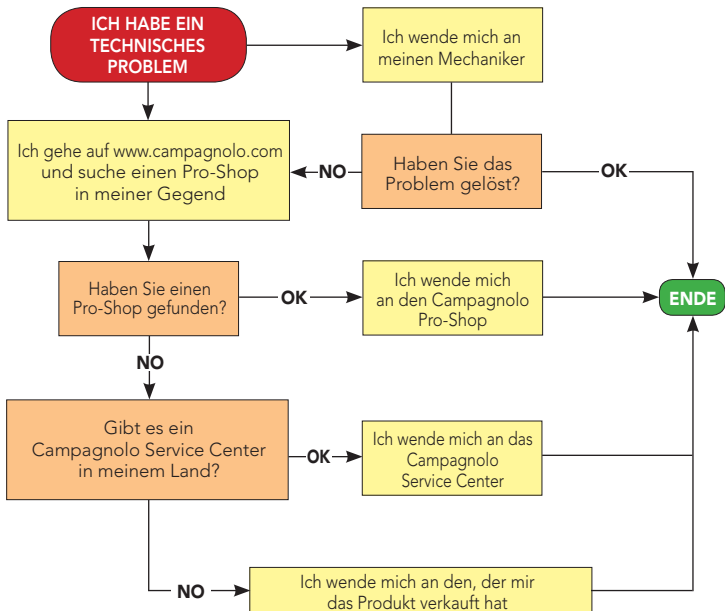 ICH HABE EIN
TECHNISCHES
PROBLEM
Ich wende mich an
meinen Mechaniker
Ich gehe auf www.campagnolo.com
und suche einen Pro-Shop
in meiner Gegend
NO
Haben Sie das
Problem gelöst?
OK
Haben Sie einen
Pro-Shop gefunden?
OK
Ich wende mich
an den Campagnolo
Pro-Shop
ENDE
NO
Gibt es ein
Campagnolo Service Center
in meinem Land?
OK
Ich wende mich an das
Campagnolo
Service Center
NO
Ich wende mich an den, der mir
das Produkt verkauft hat